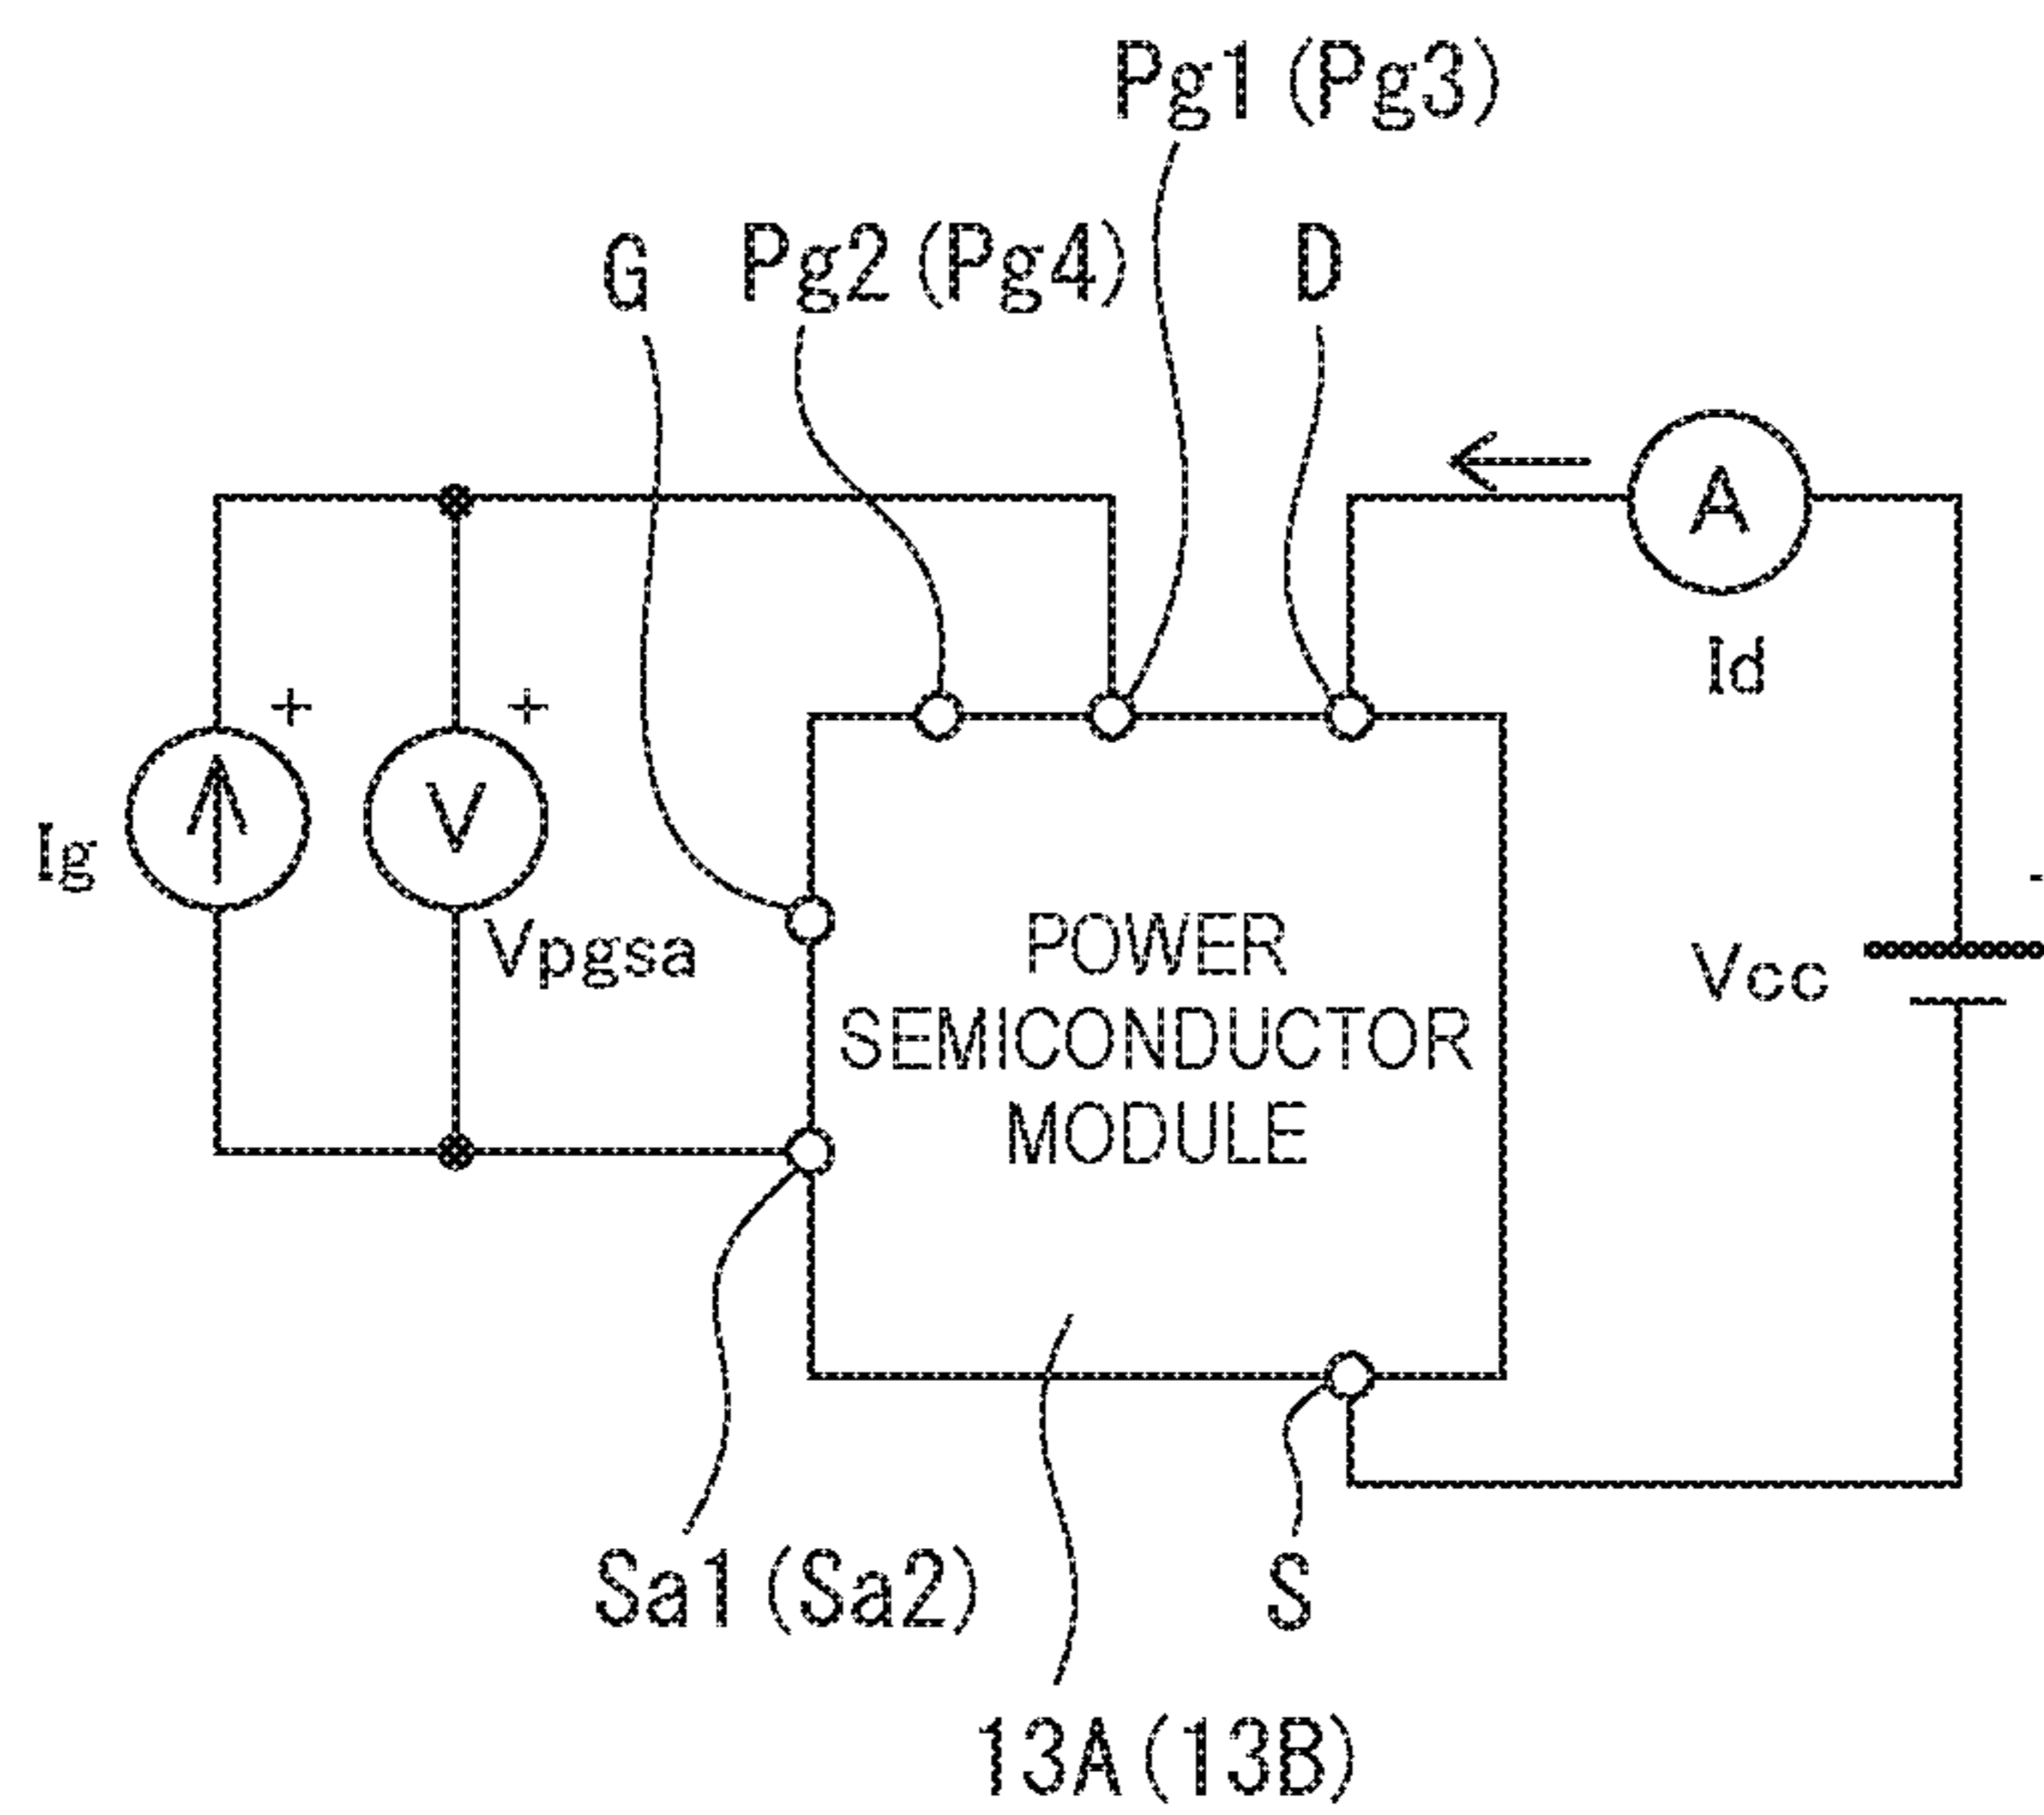 Pg1(Pg3)
G
Pg2(Pg4)
D
A
Id
+
+
Ig
V
Vpgsa
Vcc
POWER
SEMICONDUCTOR
MODULE
Sa1(Sa2)
S
13A(13B)